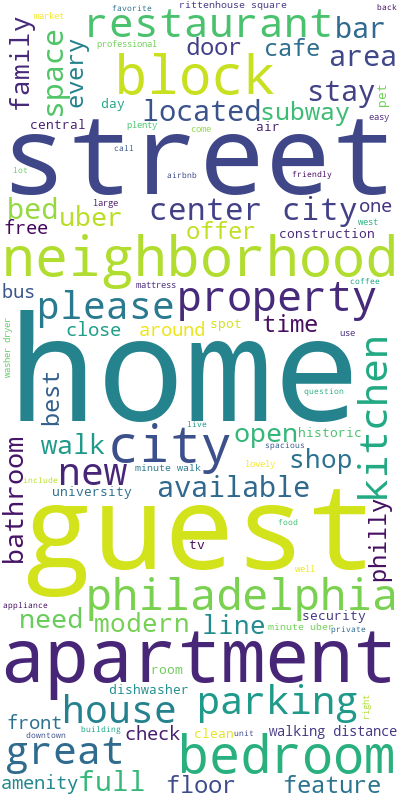 favorite rittenhouse square back
market professional
restaurant bar
family space every door cafe area
block stay pet
located subway
day plenty come air easy
central
street
call airbnb friendly
lot large
bed uber center city one
free offer west construction
neighborhood
bus mattress
please property
close around spot time coffee
washer dryer use
home
best question kitchen
live
walk city open historic
shop spacious
new minute walk lovely
include university available
bathroom food
guest
tv philly
well
philadelphia
appliance
need modern line security
minute uber private
apartment
room
dishwasher
house parking
right
front check building clean unit walking distance
downtown
great bedroom
amenity full floor feature